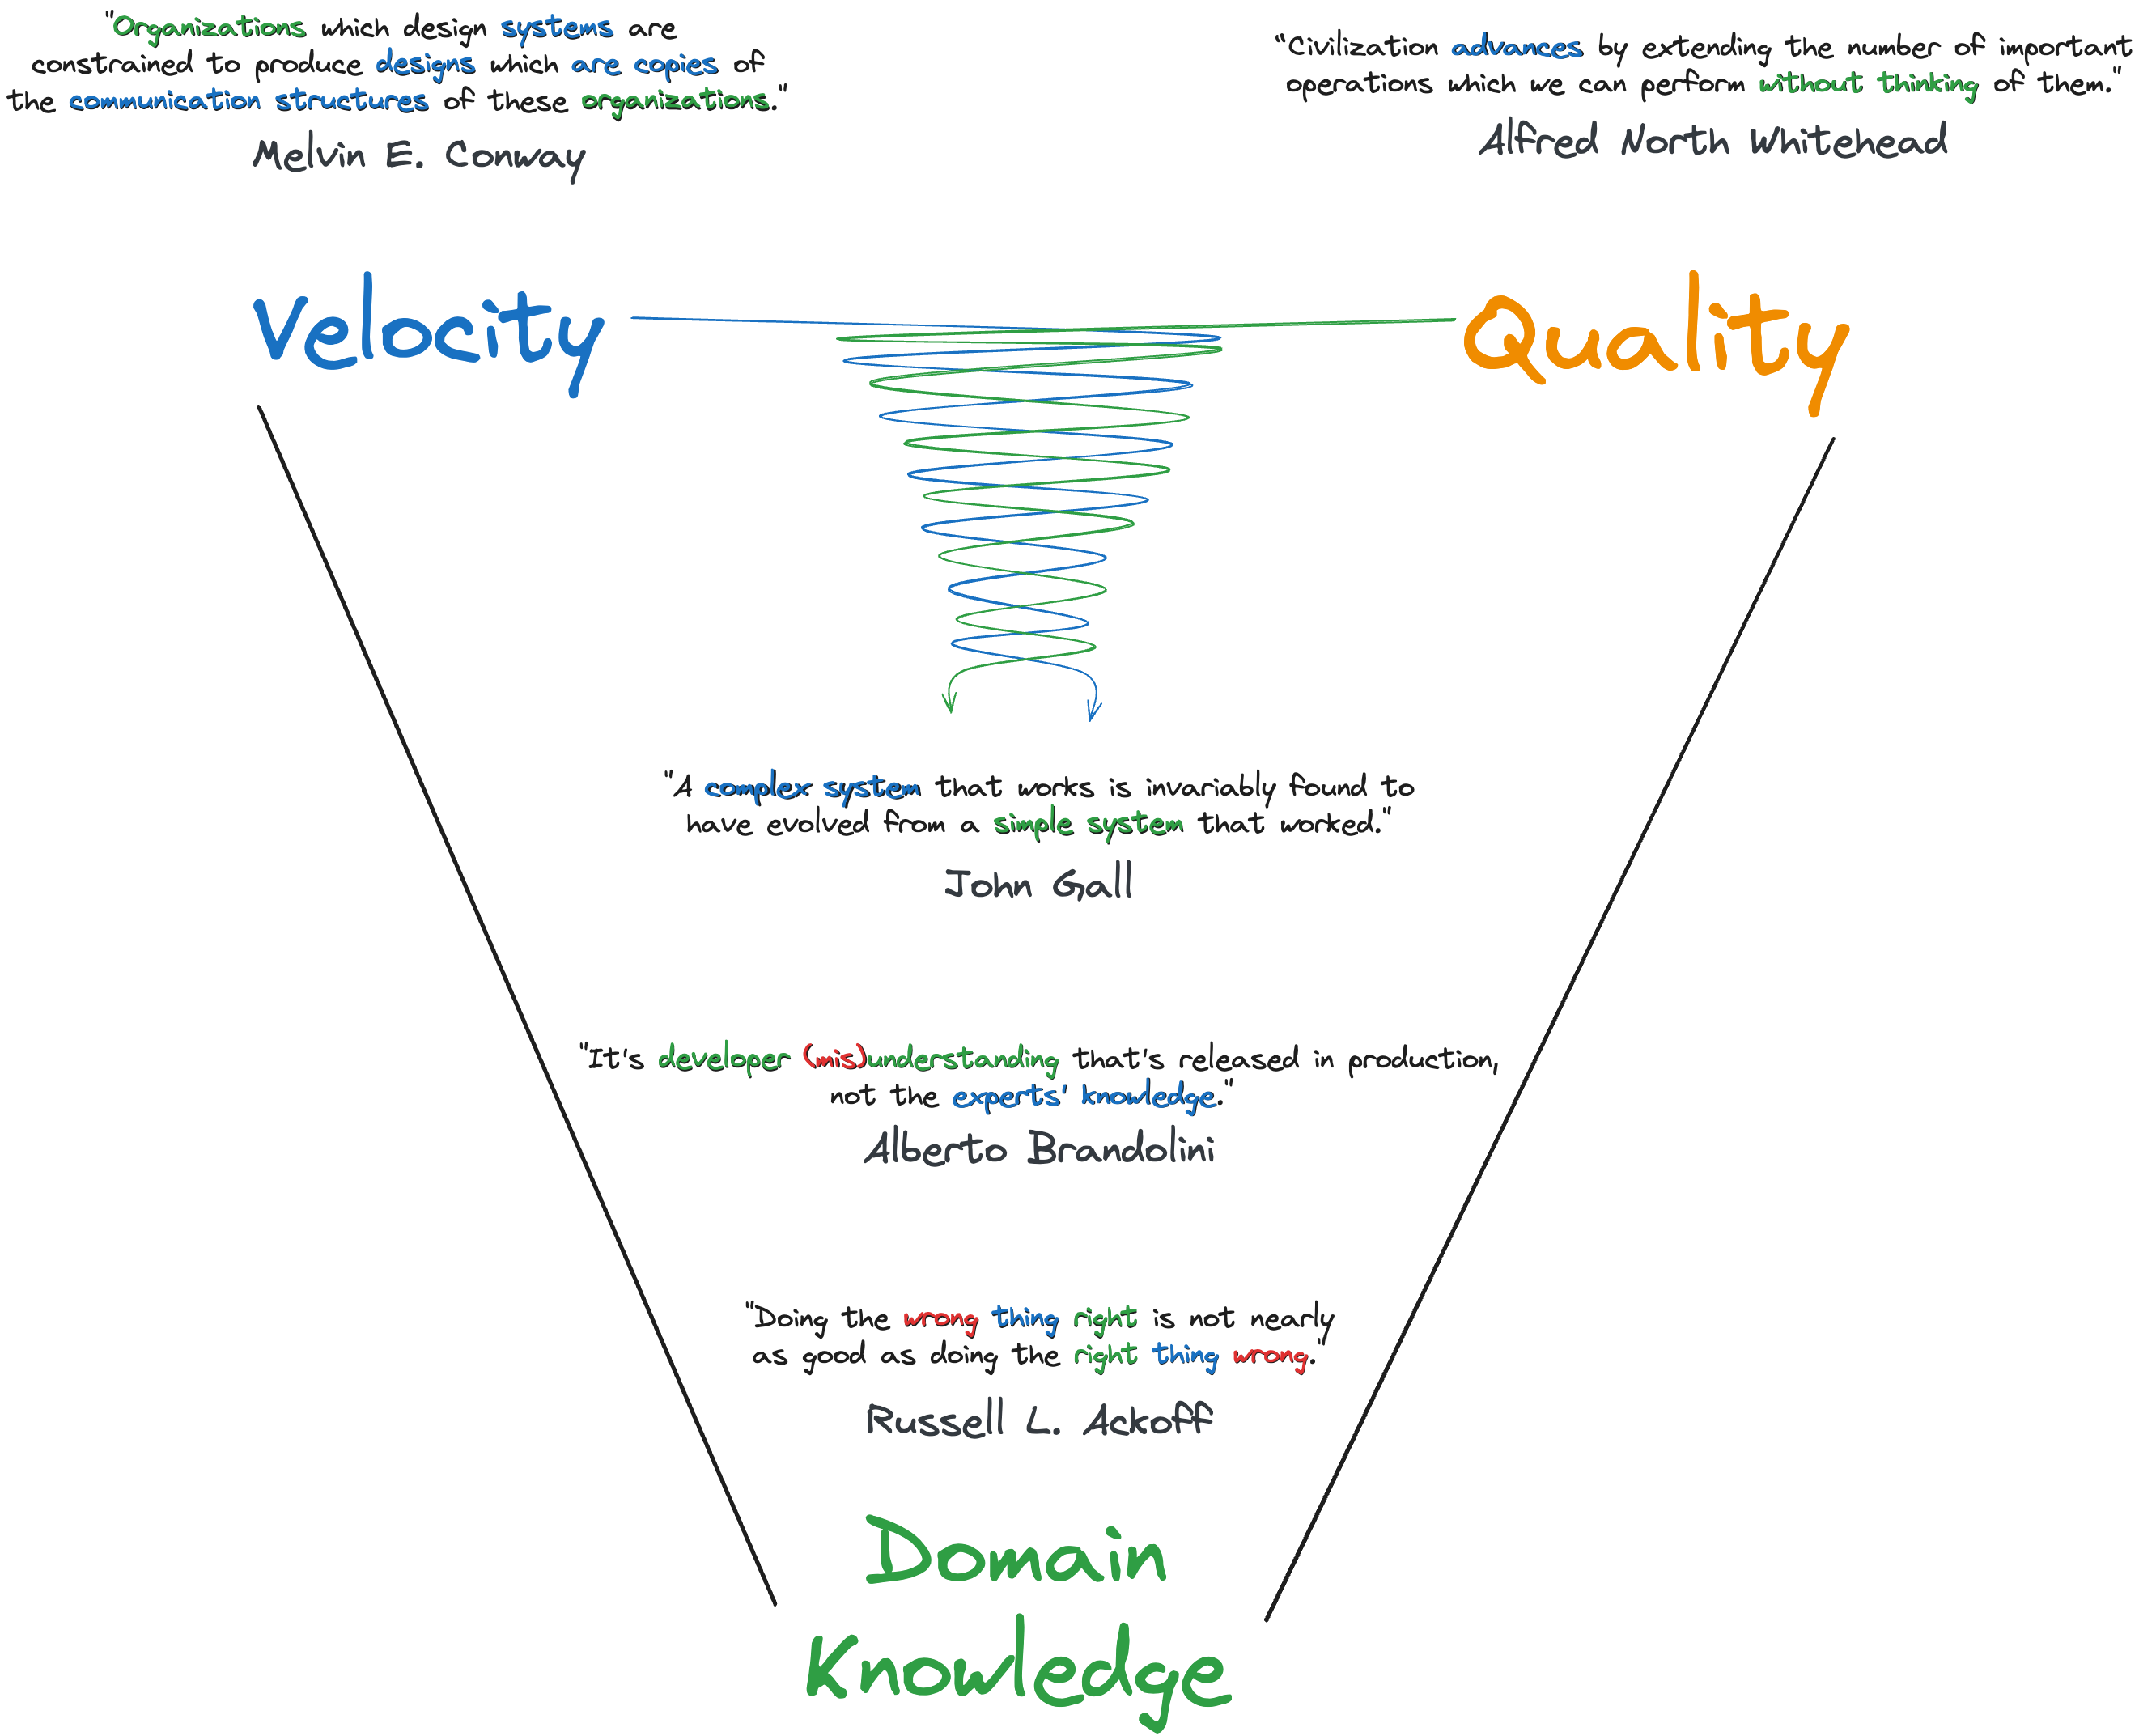 "Organizations which design systems are
constrained to produce designs which are copies of
the communication structures of these organizations."
Melvin E. Conway
"Civilization advances by extending the number of important
operations which we can perform without thinking of them."
Alfred North Whitehead
Velocity
Quality
"A complex system that works is invariably found to
have evolved from a simple system that worked."
John Gall
"It's developer (mis)understanding that's released in production,
not the experts' knowledge."
Alberto Brandolini
"Doing the wrong thing right is not nearly
as good as doing the right thing wrong."
Russell L. Ackoff
Domain
Knowledge